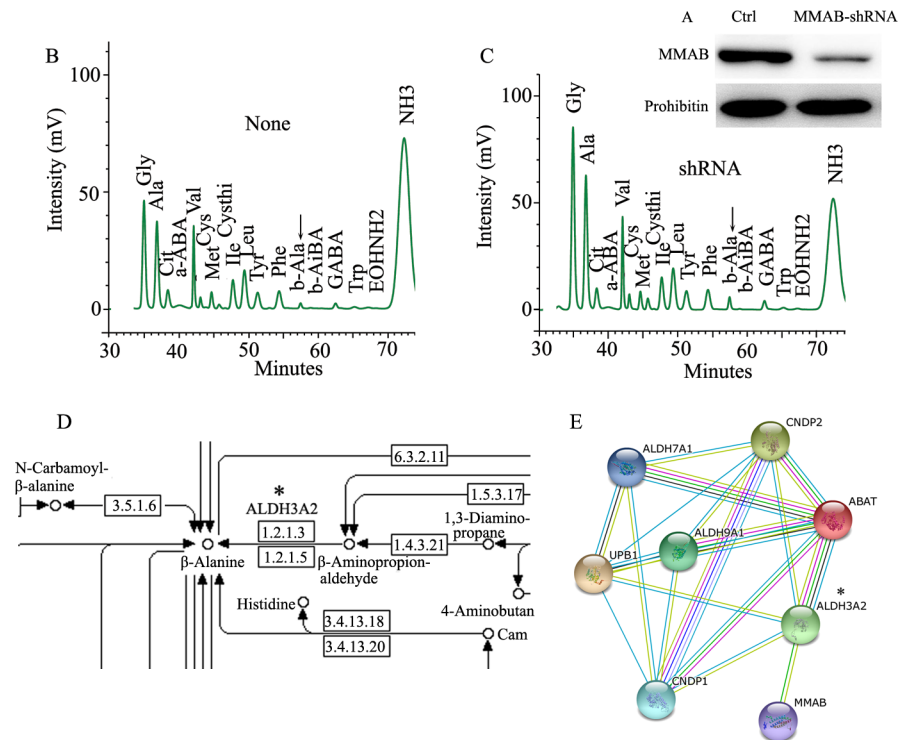 A
Ctrl
MMAB-shRNA
MMAB
Prohibitin
B
Intensity (mV)
100
50
0
None
Gly
Ala
Cit
a-ABA
Val
Cys
Met
Cysthi
Ile
Leu
Tyr
Phe
b-Ala
b-AiBA
GABA
Trp
EOHNH2
NH3
30
40
50
60
70
Minutes
C
Intensity (mV)
100
50
0
shRNA
Gly
Ala
Cit
a-ABA
Val
Cys
Met
Cysthi
Ile
Leu
Tyr
Phe
b-Ala
b-AiBA
GABA
Trp
EOHNH2
NH3
30
40
50
60
70
Minutes
D
N-Carbamoyl-
β-alanine
3.5.1.6
6.3.2.11
*
ALDH3A2
1.2.1.3
1.2.1.5
β-Alanine
β-Aminopropion-
aldehyde
1.5.3.17
1,3-Diamino-
propane
1.4.3.21
4-Aminobutan
Histidine
3.4.13.18
3.4.13.20
Cam
E
CNDP2
ALDH7A1
ABAT
ALDH9A1
UPB1
*
ALDH3A2
CNDP1
MMAB